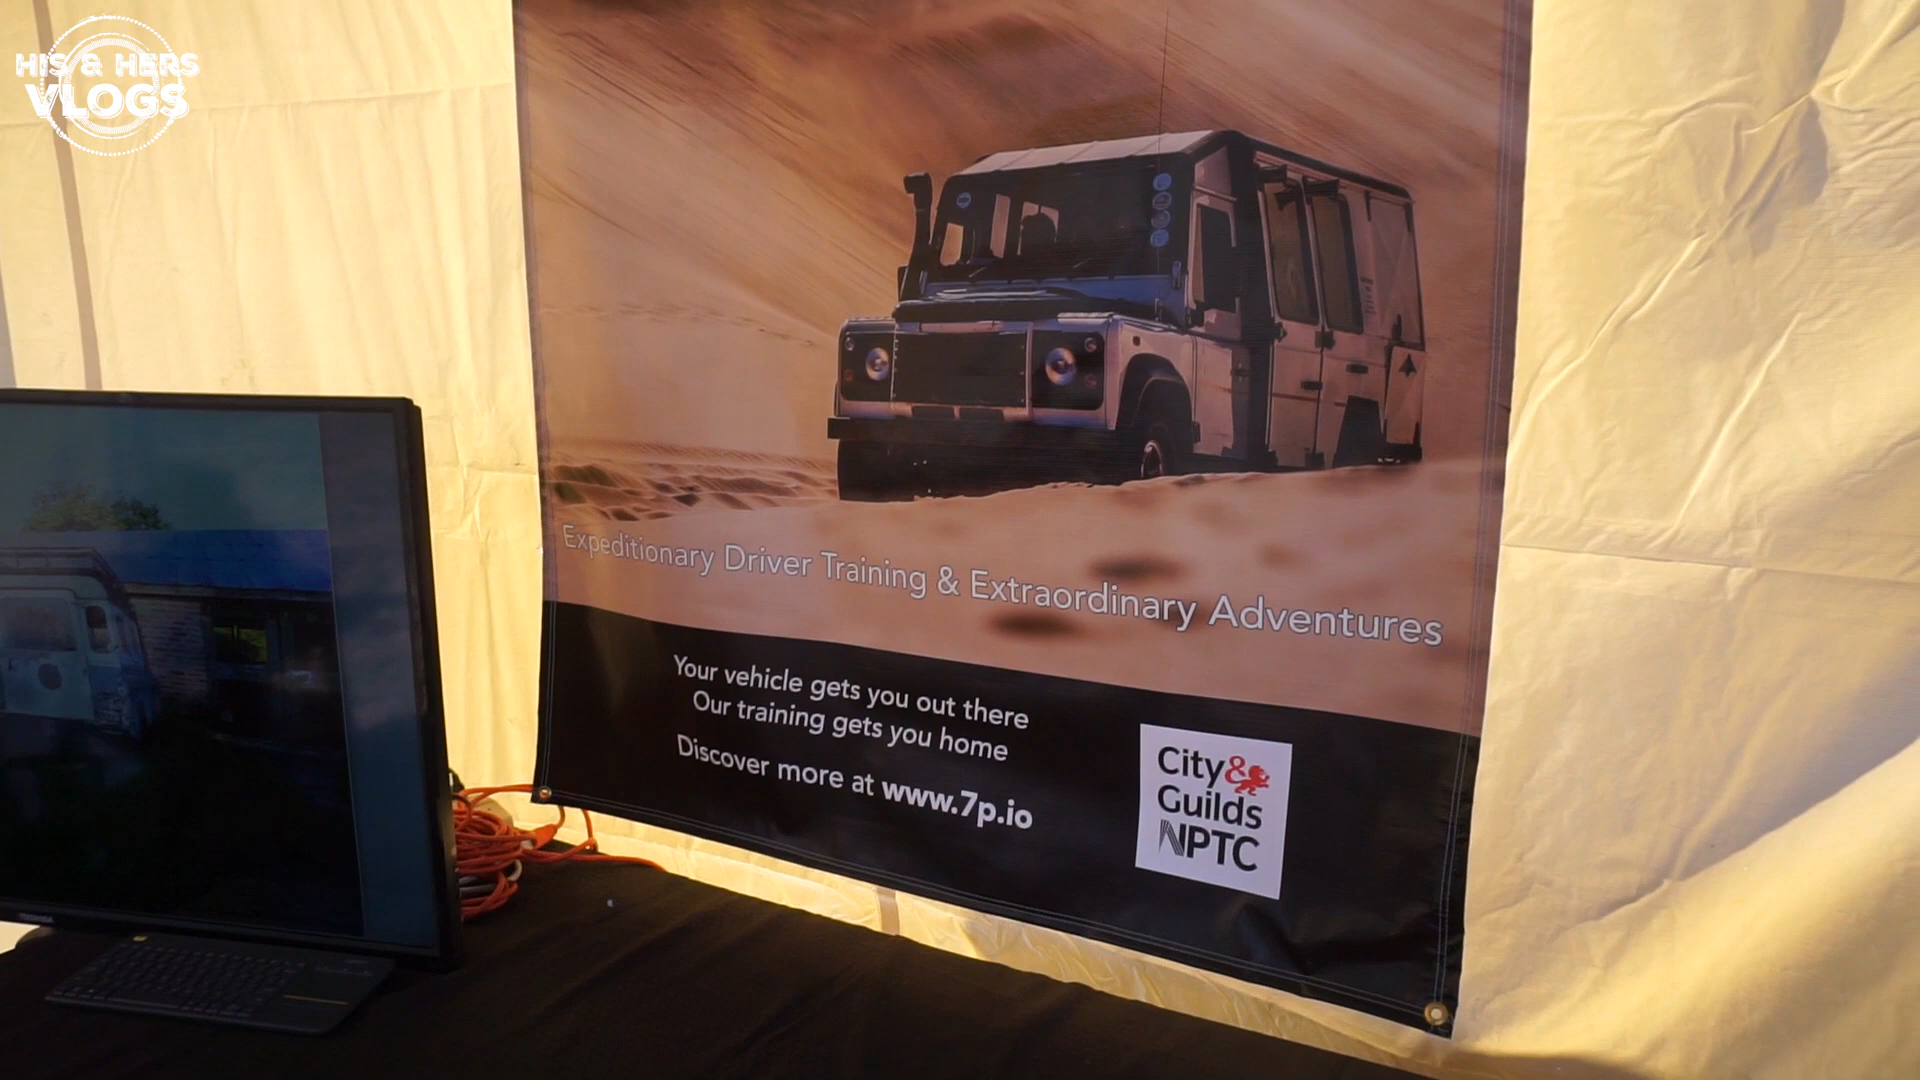 HIS & HERS
VLOGS
Expeditionary Driver Training & Extraordinary Adventures
Your vehicle gets you out there
Our training gets you home
Discover more at www.7p.io
City&
Guilds
NPTC
TOSHIBA